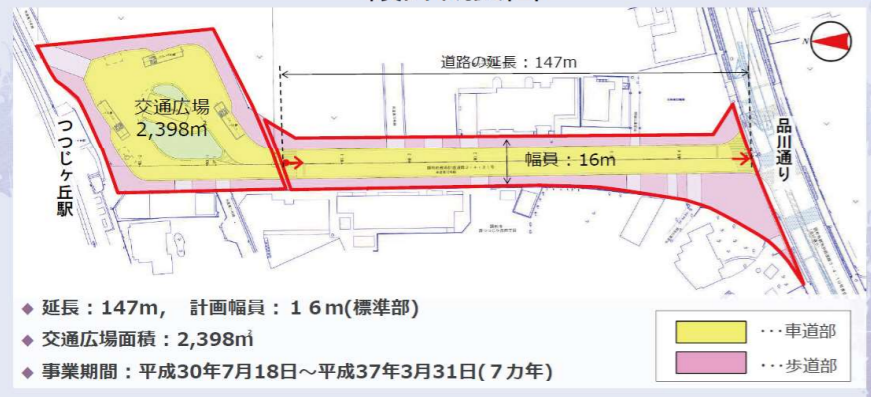 道路の延長：147m
N
交通広場
2,398㎡
つつじヶ丘駅
幅員：16m
品川通り
◆ 延長：147m,　計画幅員：１６m(標準部)
◆ 交通広場面積：2,398㎡
◆ 事業期間：平成30年7月18日～平成37年3月31日(７カ年)
･･･車道部
･･･歩道部